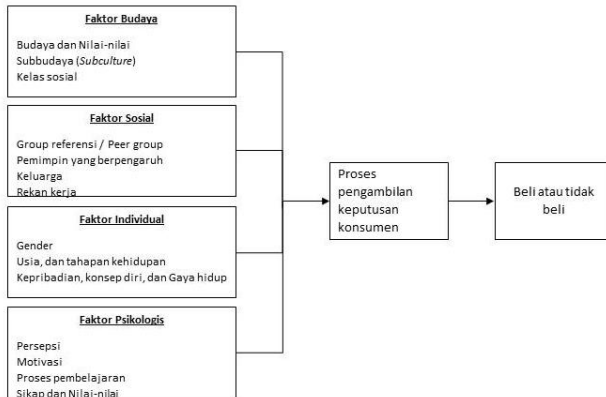 Faktor Budaya
Budaya dan Nilai-nilai
Subbudaya (Subculture)
Kelas sosial
Faktor Sosial
Group referensi / Peer group
Pemimpin yang berpengaruh
Keluarga
Rekan kerja
Faktor Individual
Gender
Usia, dan tahapan kehidupan
Kepribadian, konsep diri, dan Gaya hidup
Faktor Psikologis
Persepsi
Motivasi
Proses pembelajaran
Sikap dan Nilai-nilai
Proses
pengambilan
keputusan
konsumen
Beli atau tidak
beli